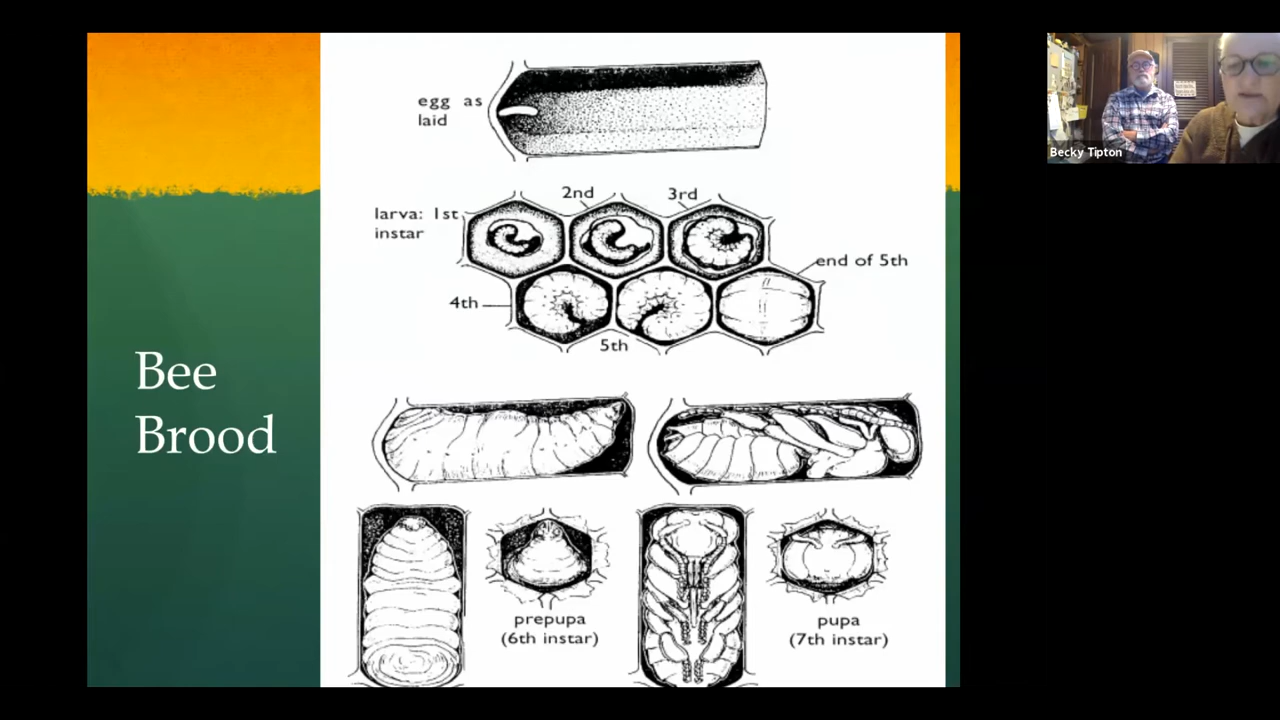 Bee
Brood
egg as
laid
larva: 1st
instar
2nd
3rd
end of 5th
4th
5th
prepupa
(6th instar)
pupa
(7th instar)
Becky Tipton